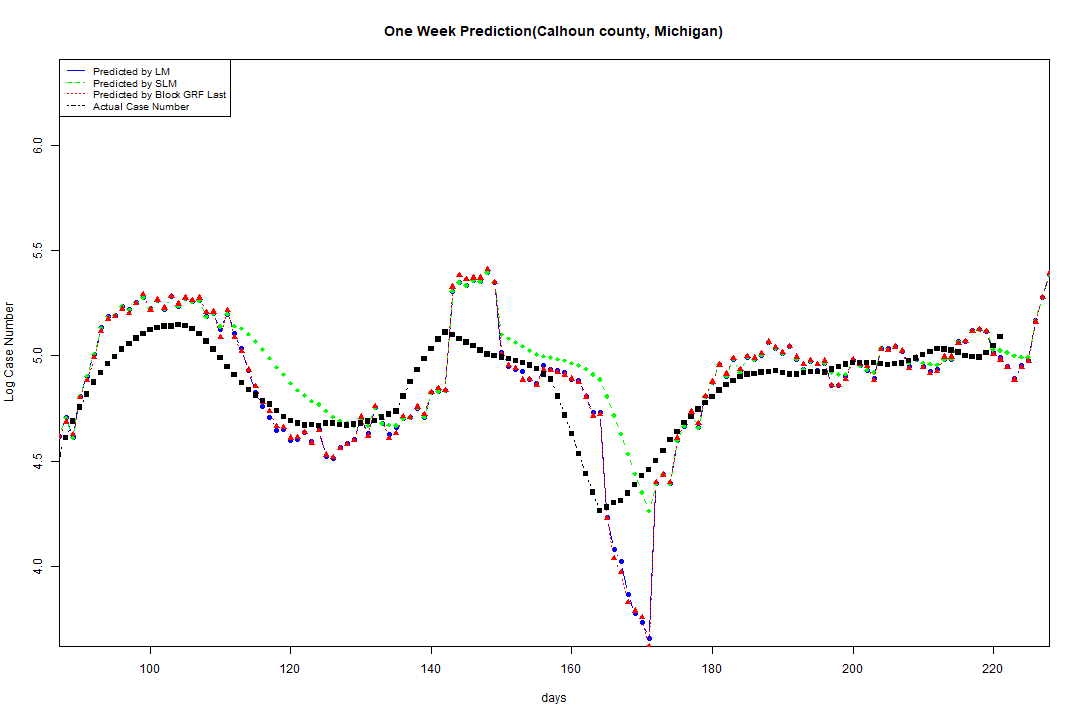 One Week Prediction(Calhoun county, Michigan)
Predicted by LM
Predicted by SLM
Predicted by Block GRF Last
Actual Case Number
Log Case Number
6.0
5.5
5.0
4.5
4.0
100 120 140 160 180 200 220
days